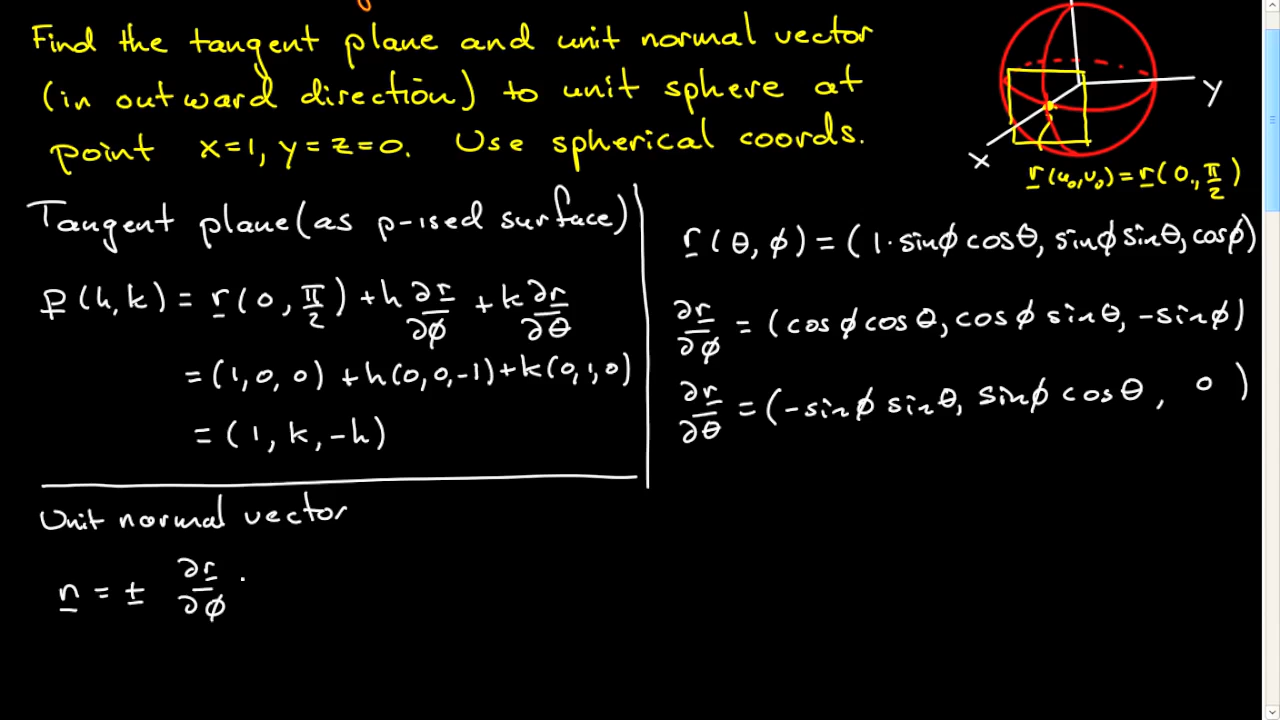 Find the tangent plane and unit normal vector
(in outward direction) to unit sphere at
point x=1, y=z=0. Use spherical coords.
Y
X
r(u₀,v₀)=r(0, π/2)
Tangent plane (as p-ised surface)
p(h,k) = r(0, π/2) + h ∂r/∂φ + k ∂r/∂θ
= (1,0,0) + h(0,0,-1) + k(0,1,0)
= (1, k, -h)
r(θ, φ) = (1·sinφ cosθ, sinφ sinθ, cosφ)
∂r/∂φ = (cosφ cosθ, cosφ sinθ, -sinφ)
∂r/∂θ = (-sinφ sinθ, sinφ cosθ, 0)
Unit normal vector
n = ± ∂r/∂φ